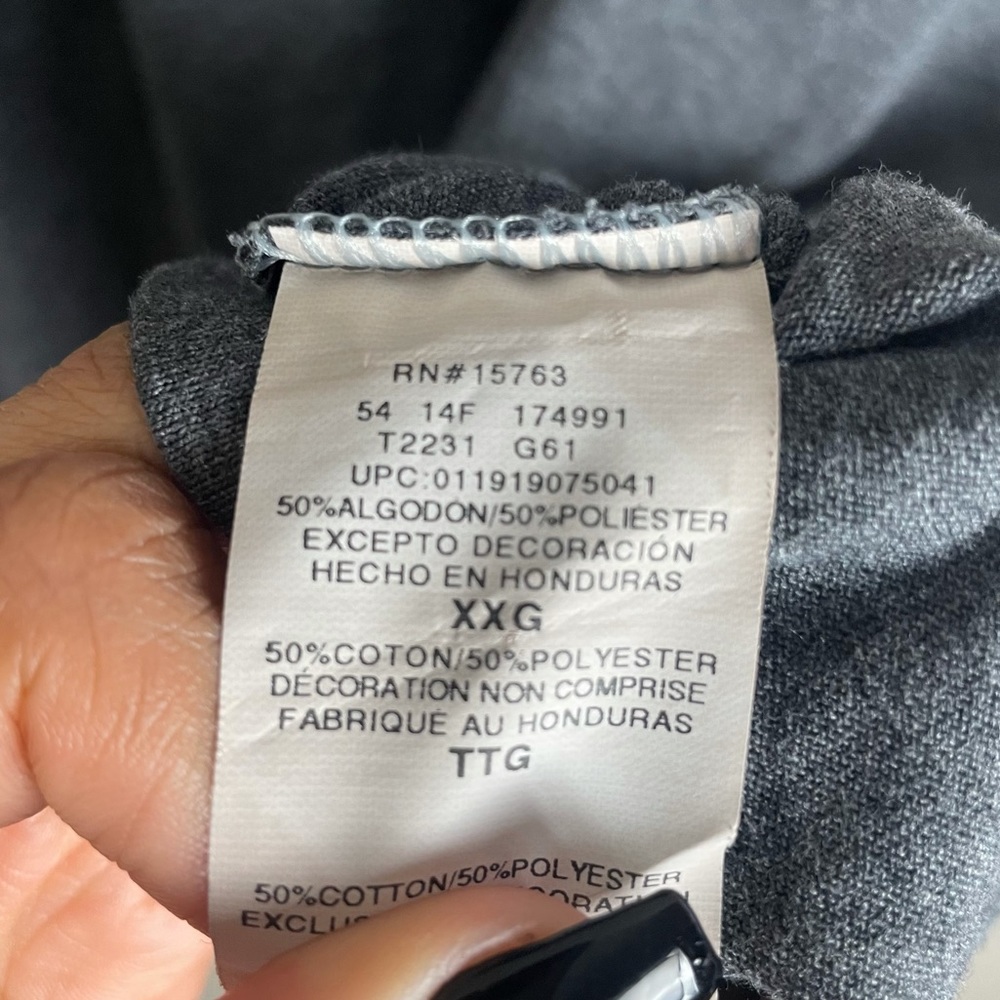 RN#15763
54 14F 174991
T2231 G61
UPC:011919075041
50%ALGODÓN/50%POLIÉSTER
EXCEPTO DECORACIÓN
HECHO EN HONDURAS
XXG
50%COTON/50%POLYESTER
DÉCORATION NON COMPRISE
FABRIQUÉ AU HONDURAS
TTG
50%COTTON/50%POLYESTER